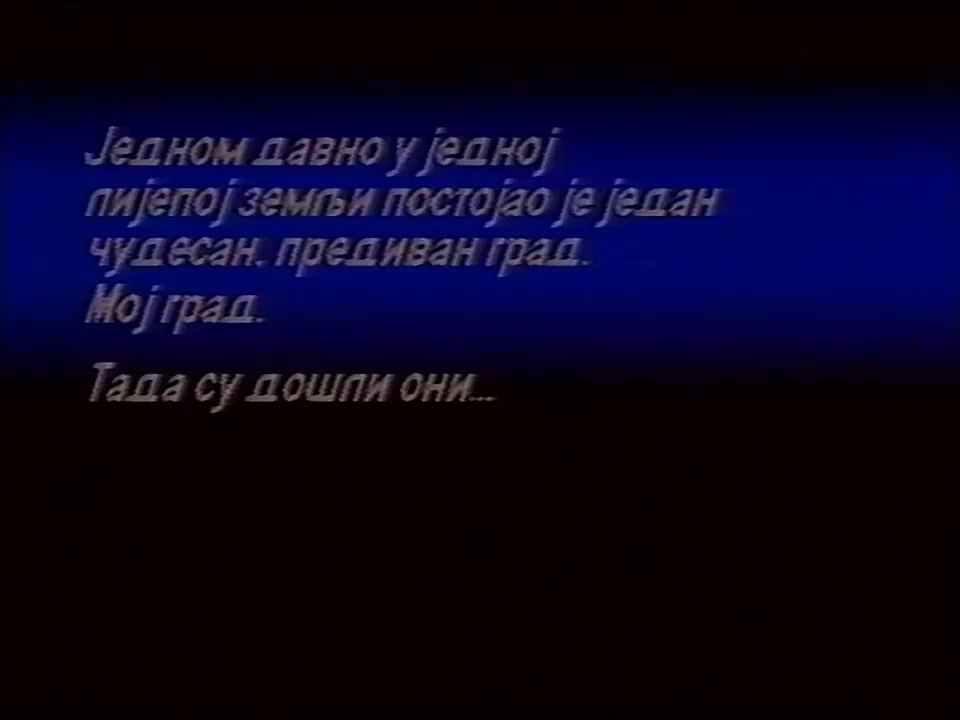 Једном давно у једној
лијепој земљи постојао је један
чудесан, предиван град.
Мој град.
Тада су дошли они...